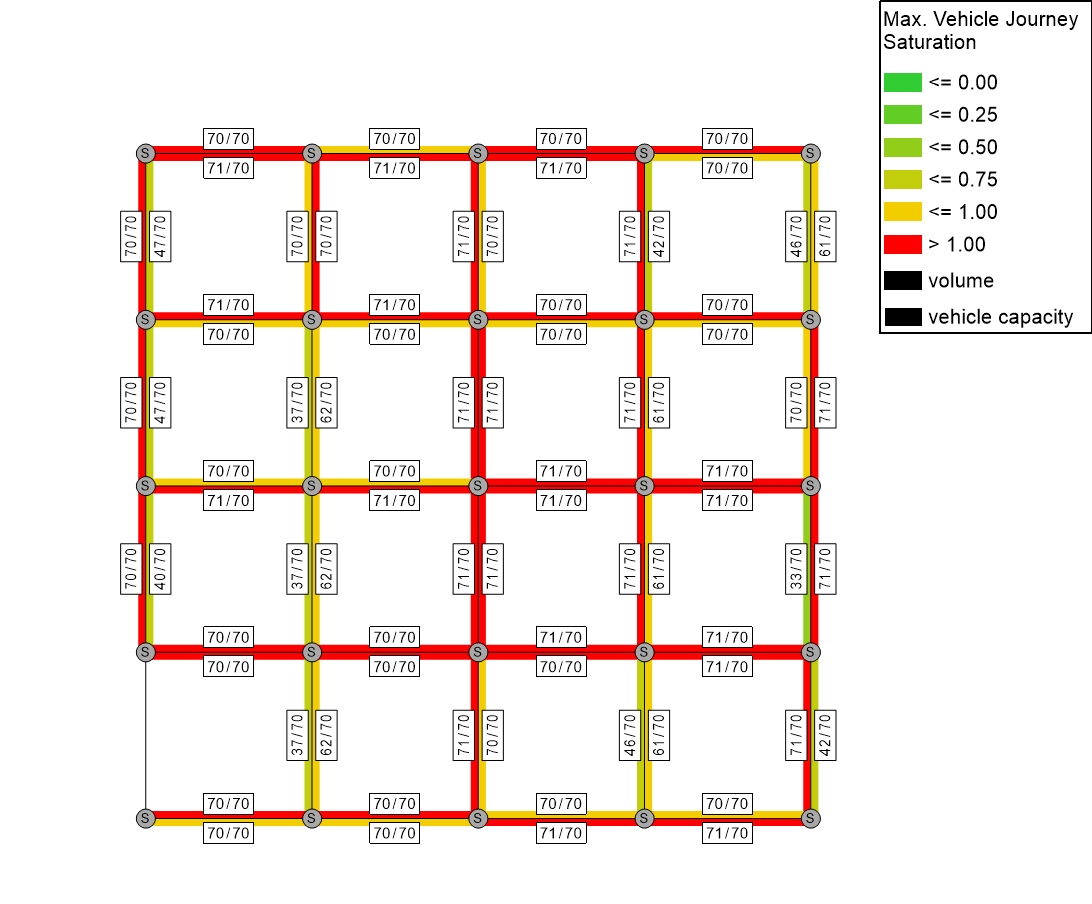 Max. Vehicle Journey
Saturation
<= 0.00
<= 0.25
<= 0.50
<= 0.75
<= 1.00
> 1.00
volume
vehicle capacity
70/70 70/70 70/70 70/70
S S S S S
71/70 71/70 71/70 70/70
70/70 47/70 70/70 70/70 71/70 70/70 71/70 42/70 46/70 61/70
71/70 71/70 70/70 70/70
S S S S S
70/70 70/70 70/70 70/70
70/70 47/70 37/70 62/70 71/70 71/70 71/70 61/70 70/70 71/70
70/70 70/70 71/70 71/70
S S S S S
71/70 71/70 71/70 71/70
70/70 40/70 37/70 62/70 71/70 71/70 71/70 61/70 33/70 71/70
70/70 70/70 71/70 71/70
S S S S S
70/70 70/70 70/70 71/70
37/70 62/70 71/70 70/70 46/70 61/70 71/70 42/70
70/70 70/70 70/70 70/70
S S S S S
70/70 70/70 71/70 71/70